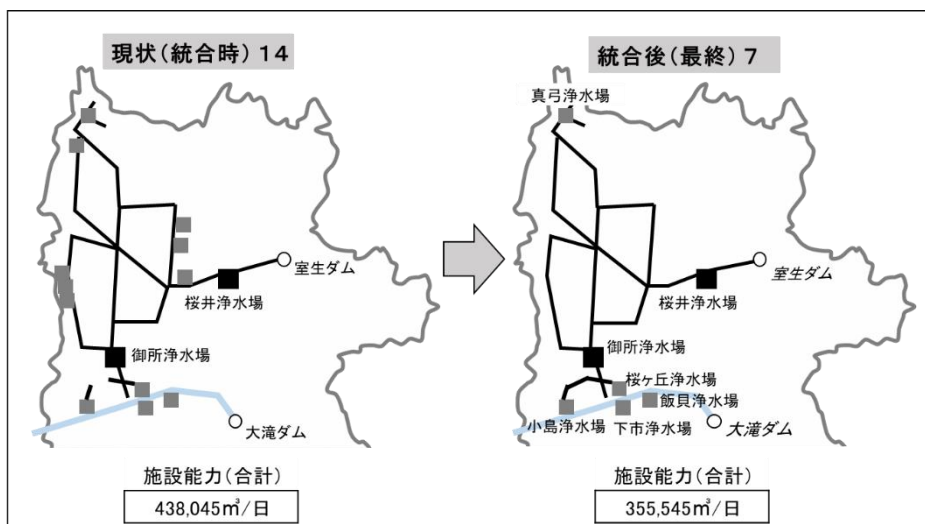 現状(統合時)14
室生ダム
桜井浄水場
御所浄水場
大滝ダム
施設能力(合計)
438,045㎥/日
統合後(最終)7
真弓浄水場
室生ダム
桜井浄水場
御所浄水場
桜ヶ丘浄水場
飯貝浄水場
小島浄水場
下市浄水場
大滝ダム
施設能力(合計)
355,545㎥/日